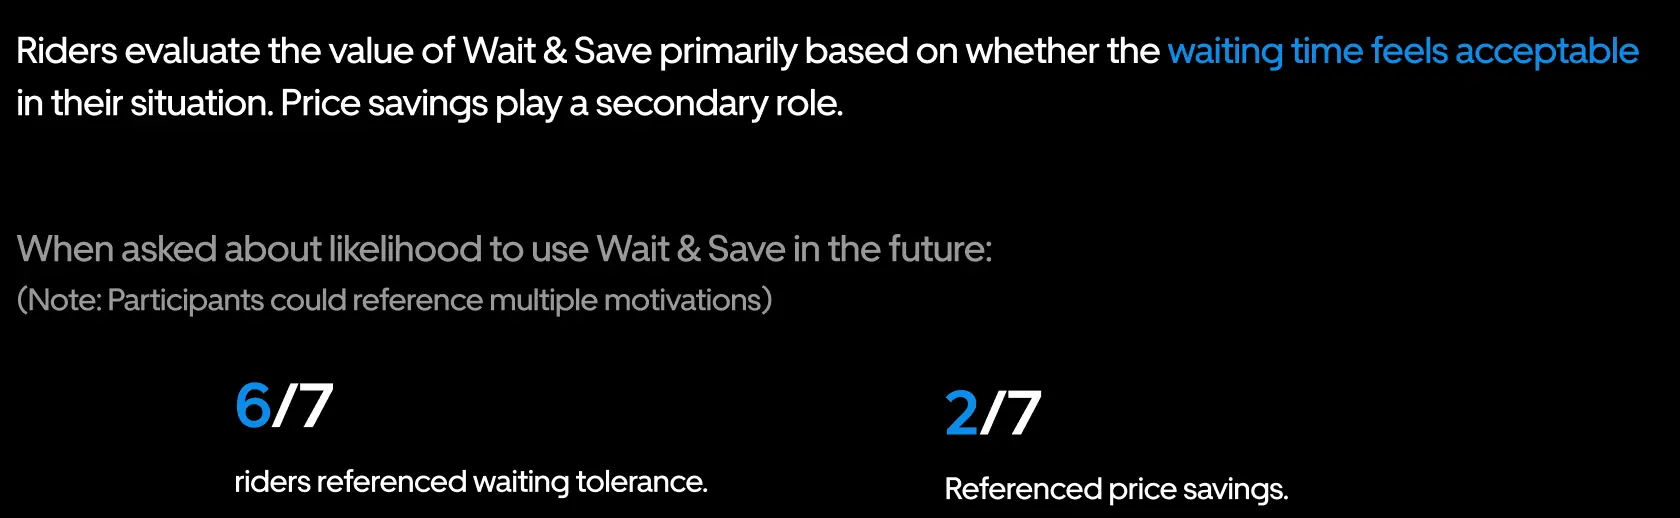 Riders evaluate the value of Wait & Save primarily based on whether the waiting time feels acceptable
in their situation. Price savings play a secondary role.
When asked about likelihood to use Wait & Save in the future:
(Note: Participants could reference multiple motivations)
6/7
riders referenced waiting tolerance.
2/7
Referenced price savings.